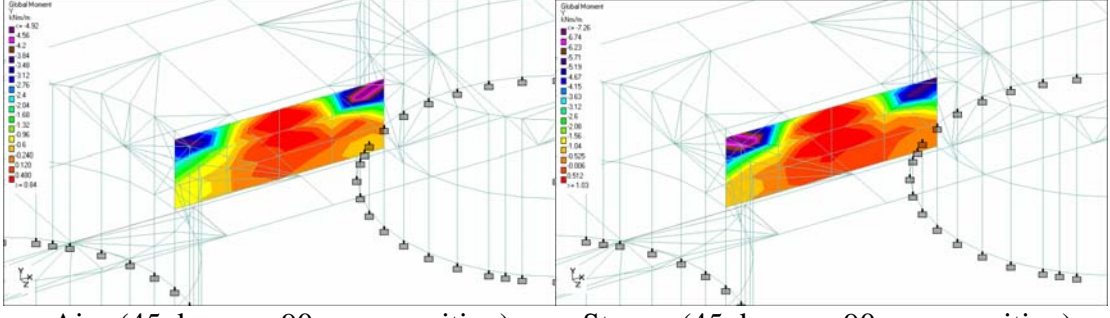 Global Moment
Y
kNm/m
<= -4.92
-4.56
-4.2
-3.84
-3.48
-3.12
-2.76
-2.4
-2.04
-1.68
-1.32
-0.96
-0.6
-0.240
0.120
0.480
>= 0.84
Y
X
Z
Global Moment
Y
kNm/m
<= -7.26
-6.74
-6.23
-5.71
-5.19
-4.67
-4.15
-3.63
-3.12
-2.6
-2.08
-1.56
-1.04
-0.525
-0.006
0.512
>= 1.03
Y
X
Z